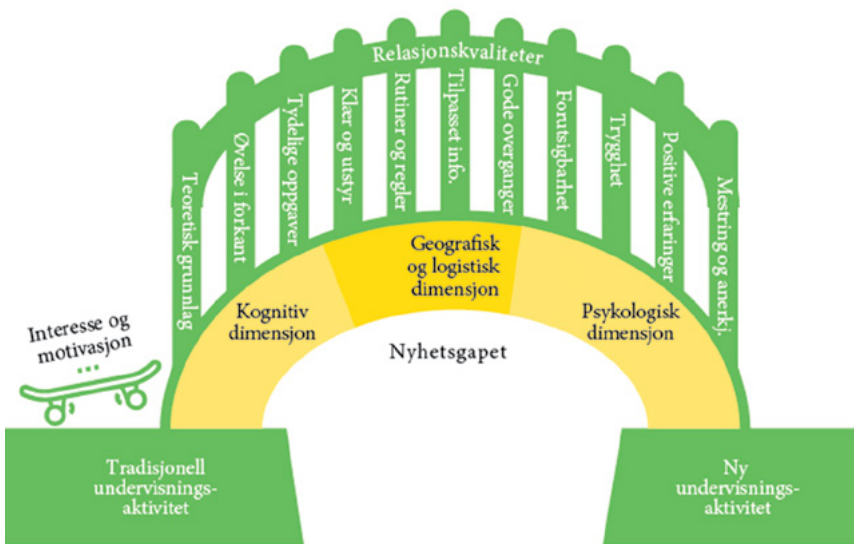 Relasjonskvaliteter
Teoretisk grunnlag
Øvelse i forkant
Tydelige oppgaver
Klær og utstyr
Rutiner og regler
Tilpasset info.
Gode overganger
Forutsigbarhet
Trygghet
Positive erfaringer
Mestring og anerkj.
Kognitiv
dimensjon
Geografisk
og logistisk
dimensjon
Psykologisk
dimensjon
Nyhetsgapet
Interesse og
motivasjon
...
Tradisjonell
undervisnings-
aktivitet
Ny
undervisnings-
aktivitet